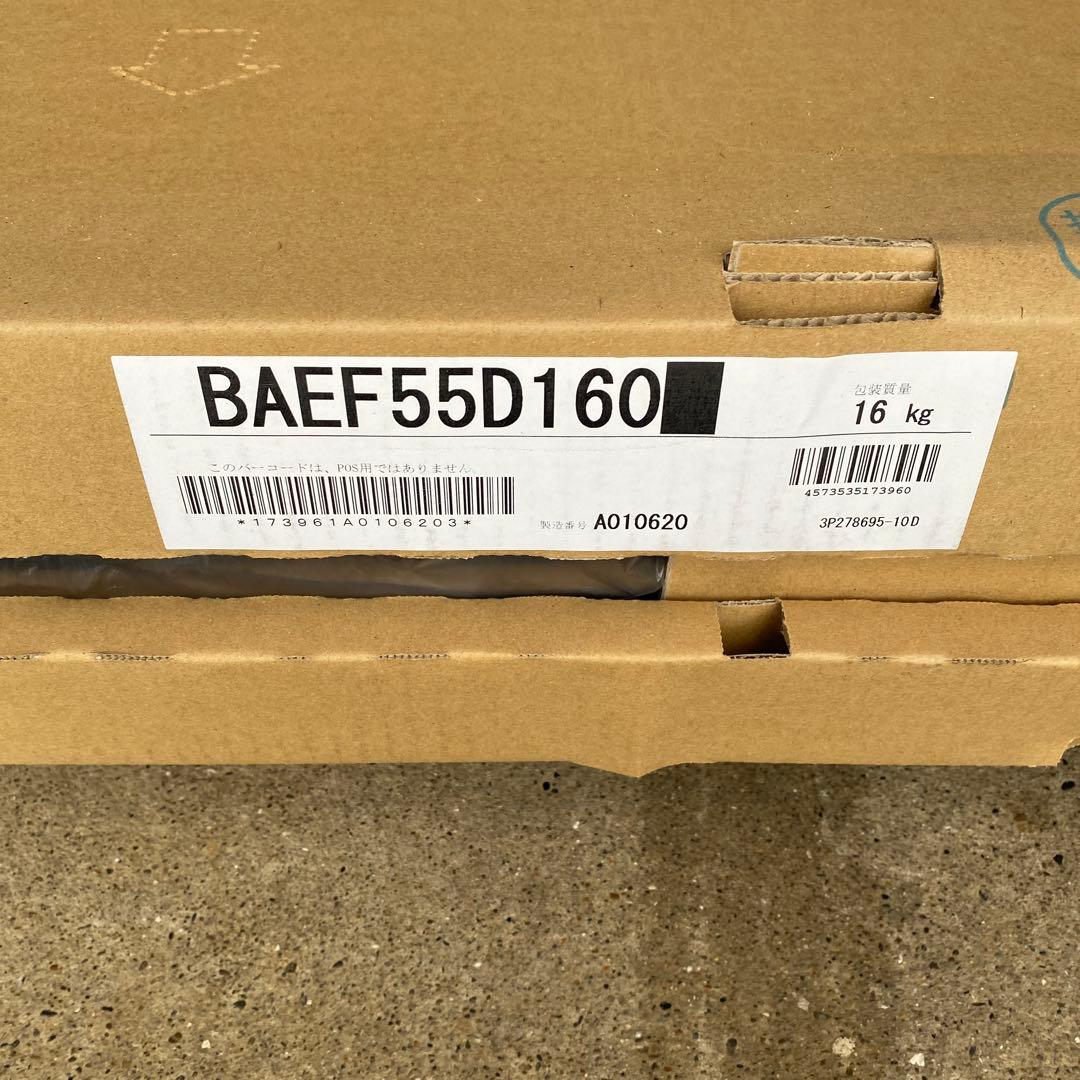 BAEF55D160
包装質量
16 kg
このバーコードは、POS用ではありません。
*173961A0106203*
製造番号 A010620
4573535173960
3P278695-10D